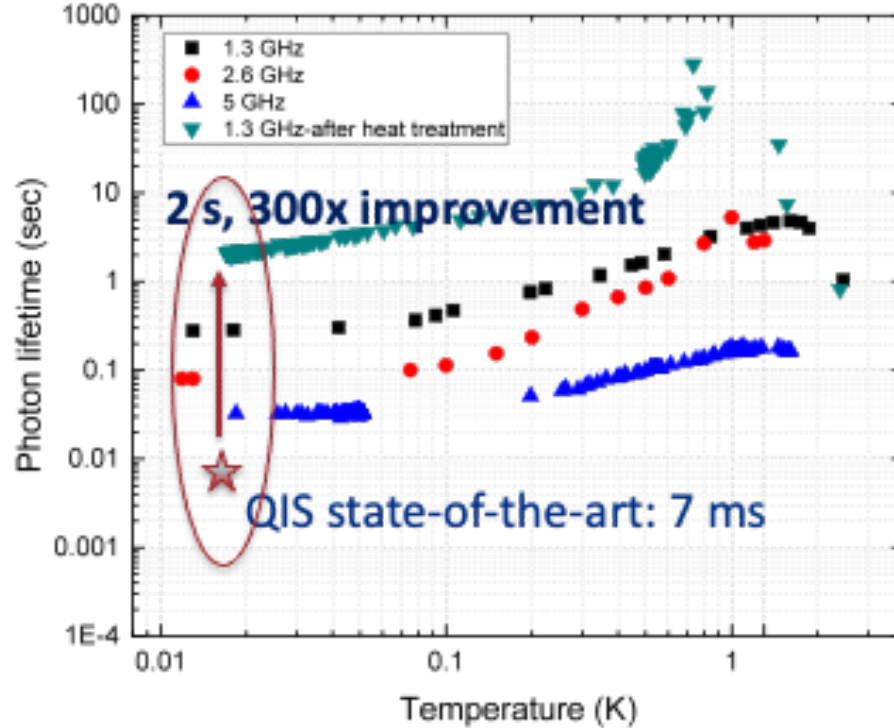 1000
1.3 GHz
2.6 GHz
5 GHz
1.3 GHz-after heat treatment
100
10
2 s, 300x improvement
1
0.1
0.01
QIS state-of-the-art: 7 ms
0.001
1E-4
0.01 0.1 1
Photon lifetime (sec)
Temperature (K)